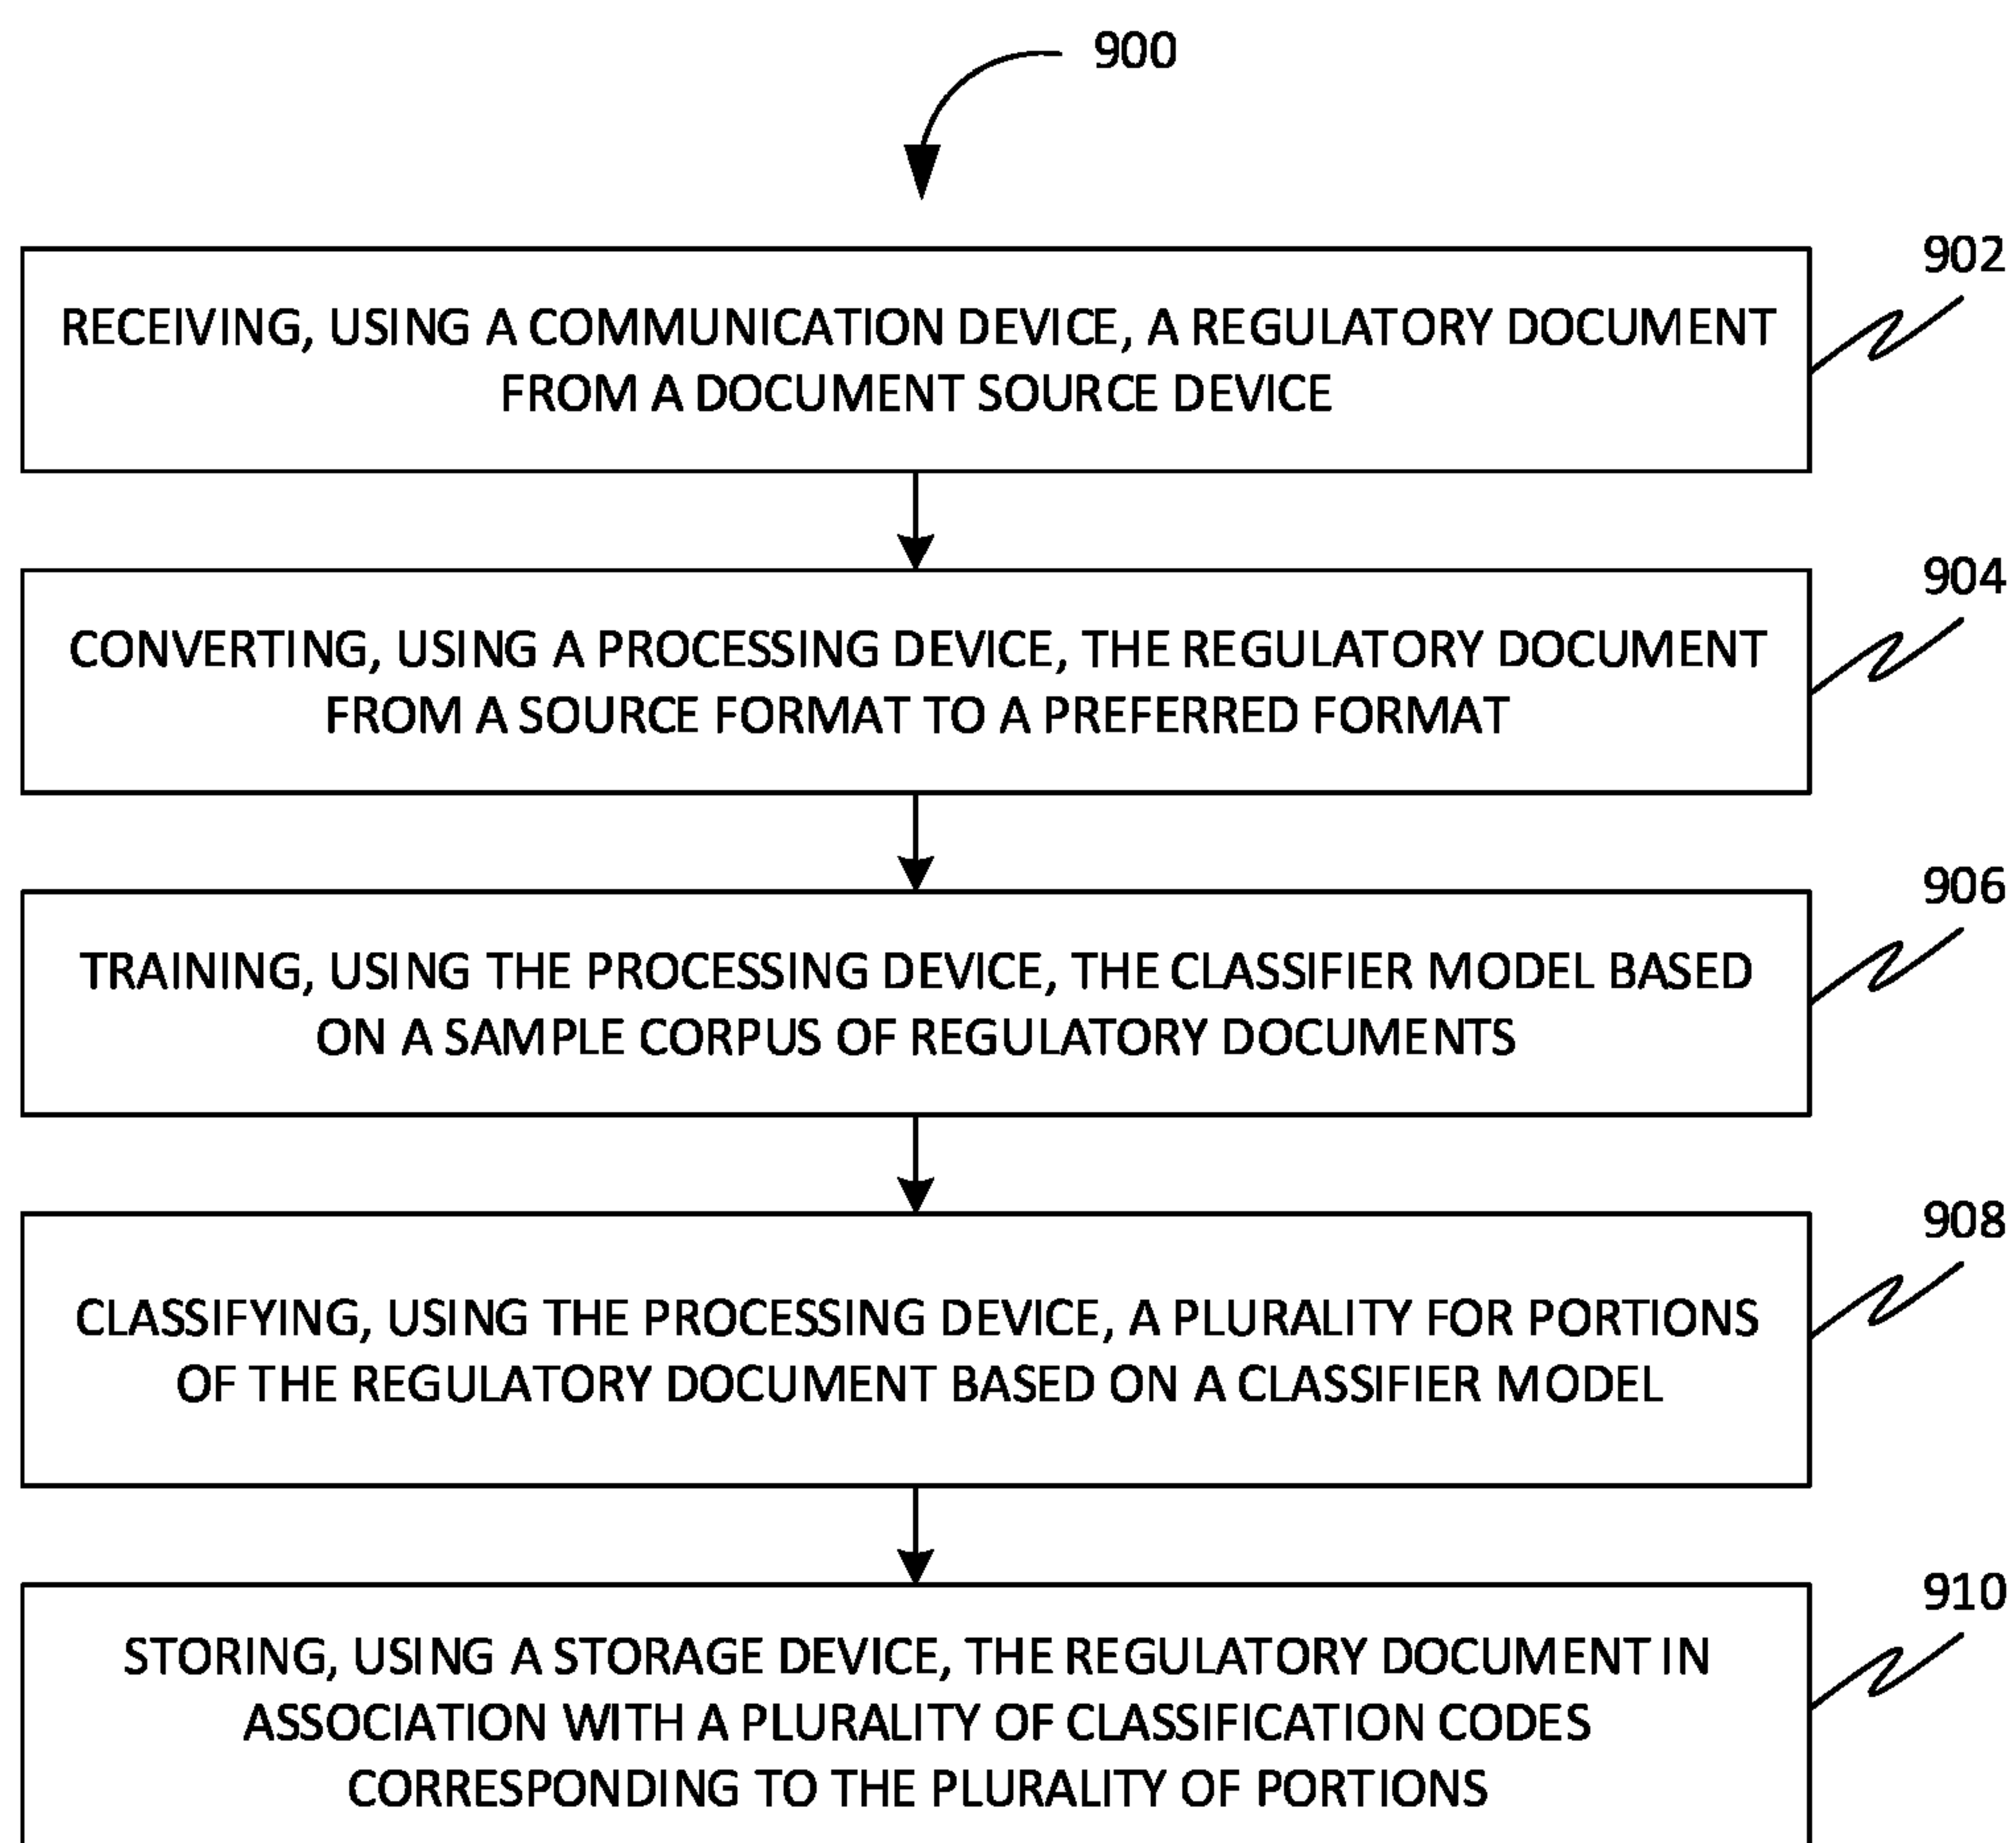 900
902
RECEIVING, USING A COMMUNICATION DEVICE, A REGULATORY DOCUMENT
FROM A DOCUMENT SOURCE DEVICE
904
CONVERTING, USING A PROCESSING DEVICE, THE REGULATORY DOCUMENT
FROM A SOURCE FORMAT TO A PREFERRED FORMAT
906
TRAINING, USING THE PROCESSING DEVICE, THE CLASSIFIER MODEL BASED
ON A SAMPLE CORPUS OF REGULATORY DOCUMENTS
908
CLASSIFYING, USING THE PROCESSING DEVICE, A PLURALITY FOR PORTIONS
OF THE REGULATORY DOCUMENT BASED ON A CLASSIFIER MODEL
910
STORING, USING A STORAGE DEVICE, THE REGULATORY DOCUMENT IN
ASSOCIATION WITH A PLURALITY OF CLASSIFICATION CODES
CORRESPONDING TO THE PLURALITY OF PORTIONS